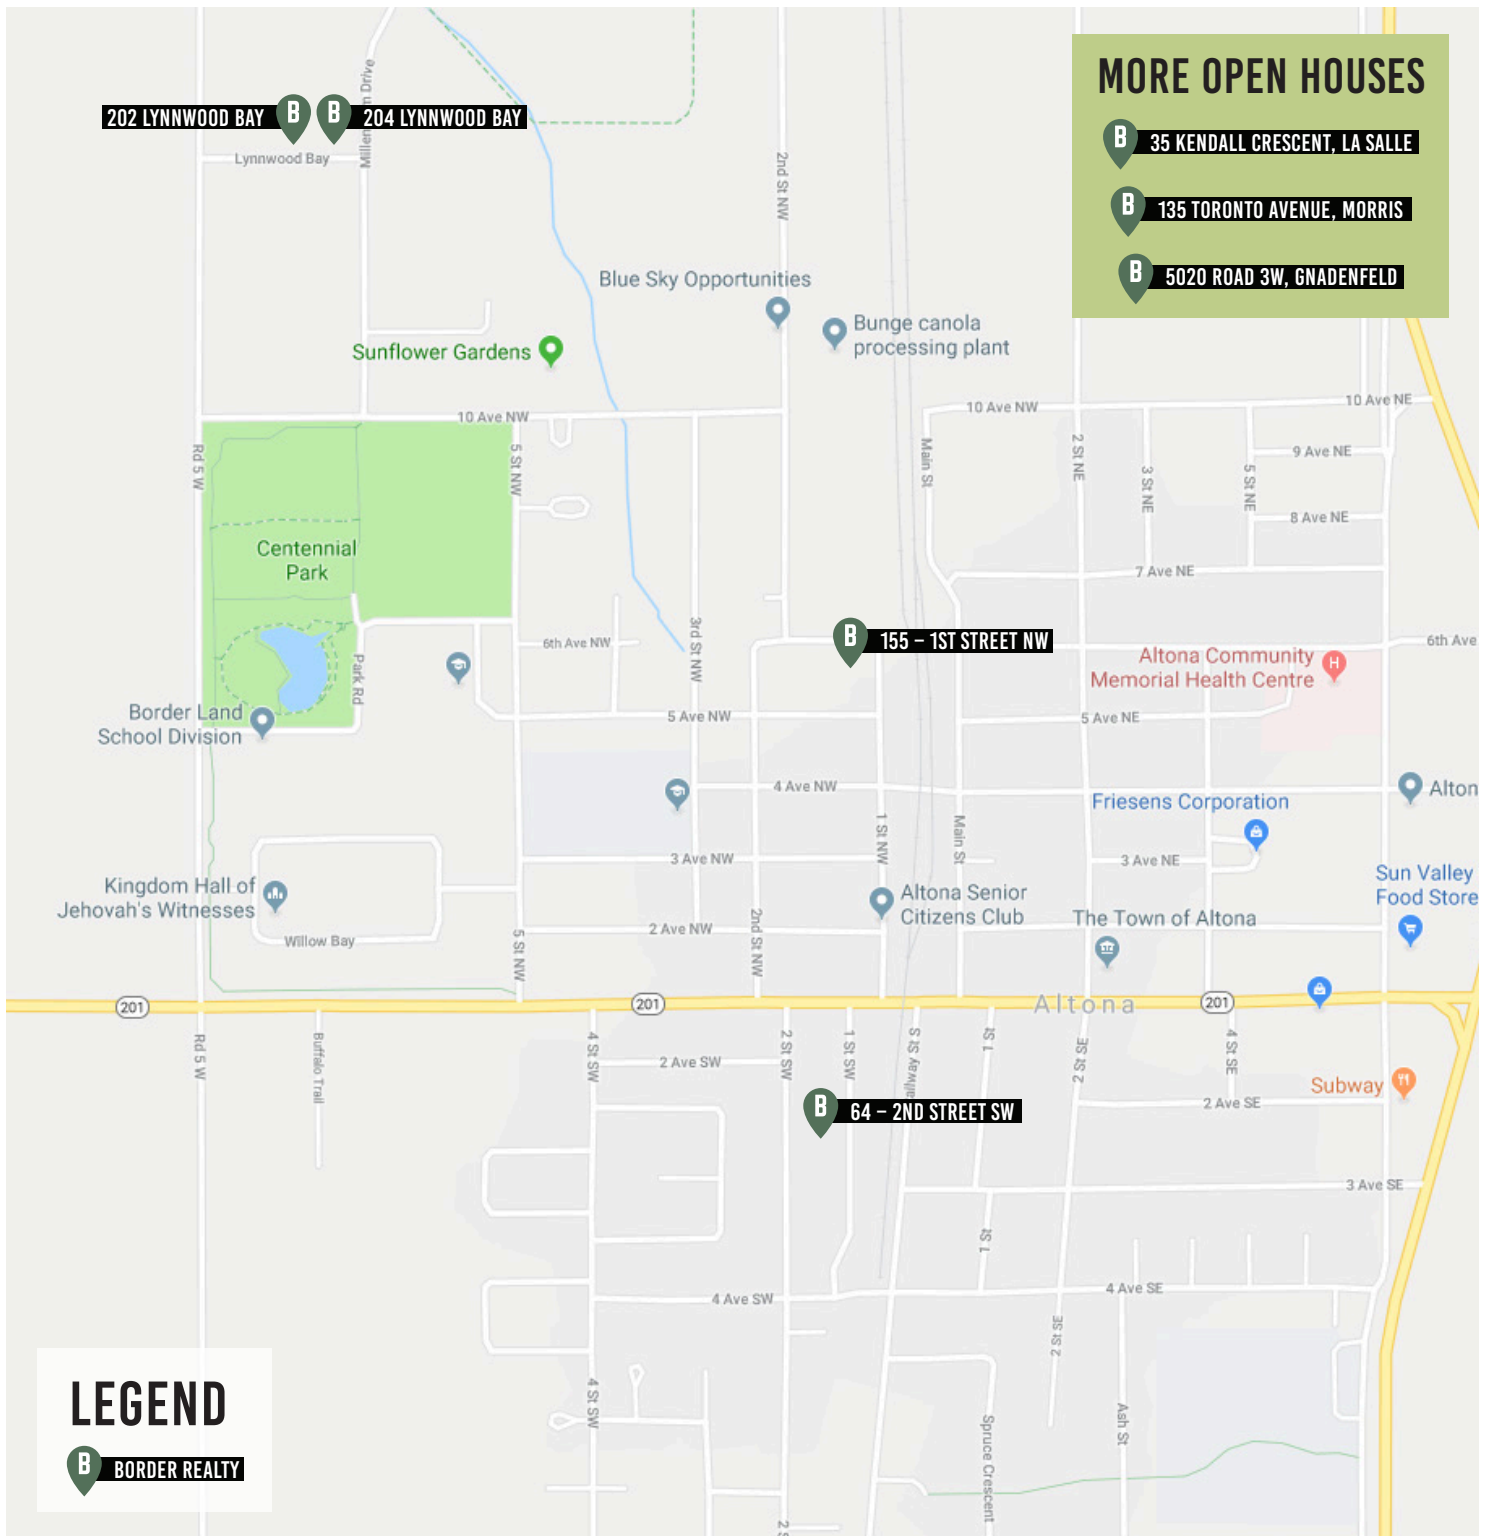 MORE OPEN HOUSES
B 35 KENDALL CRESCENT, LA SALLE
B 135 TORONTO AVENUE, MORRIS
B 5020 ROAD 3W, GNADENFELD
202 LYNNWOOD BAY B
B 204 LYNNWOOD BAY
Lynnwood Bay
Millennium Drive
2nd St NW
Blue Sky Opportunities
Bunge canola
processing plant
Sunflower Gardens
10 Ave NW
10 Ave NW
10 Ave NE
Rd 5 W
5 St NW
Main St
2 St NE
3 St NE
5 St NE
9 Ave NE
8 Ave NE
7 Ave NE
Centennial
Park
Park Rd
6th Ave NW
3rd St NW
B 155 – 1ST STREET NW
6th Ave
Altona Community
Memorial Health Centre
H
Border Land
School Division
5 Ave NW
5 Ave NE
4 Ave NW
Friesens Corporation
Alton
1 St NW
Main St
3 Ave NW
3 Ave NE
Sun Valley
Food Store
Kingdom Hall of
Jehovah's Witnesses
Altona Senior
Citizens Club
The Town of Altona
Willow Bay
5 St NW
2 Ave NW
2nd St NW
201
201
Altona
201
Rd 5 W
Buffalo Trail
4 St SW
2 Ave SW
2 St SW
1 St SW
ailway St S
1 St
2 St SE
4 St SE
Subway
2 Ave SE
B 64 – 2ND STREET SW
3 Ave SE
1 St
4 Ave SW
4 Ave SE
2 St SE
4 St SW
Spruce Crescent
Ash St
2 S
LEGEND
B BORDER REALTY